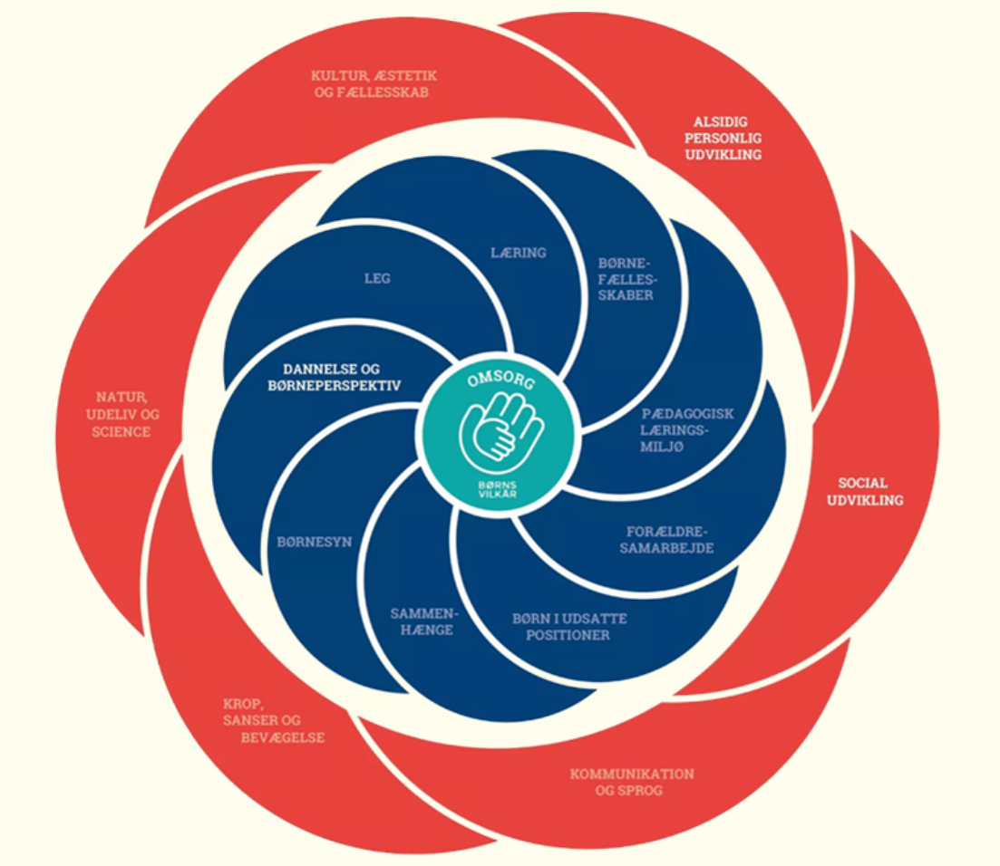 KULTUR, ÆSTETIK
OG FÆLLESSKAB
ALSIDIG
PERSONLIG
UDVIKLING
LÆRING
BØRNE-
FÆLLES-
SKABER
LEG
DANNELSE OG
BØRNEPERSPEKTIV
OMSORG
BØRNS
VILKÅR
NATUR,
UDELIV OG
SCIENCE
PÆDAGOGISK
LÆRINGS-
MILJØ
SOCIAL
UDVIKLING
FORÆLDRE-
SAMARBEJDE
BØRNESYN
SAMMEN-
HÆNGE
BØRN I UDSATTE
POSITIONER
KROP,
SANSER OG
BEVÆGELSE
KOMMUNIKATION
OG SPROG